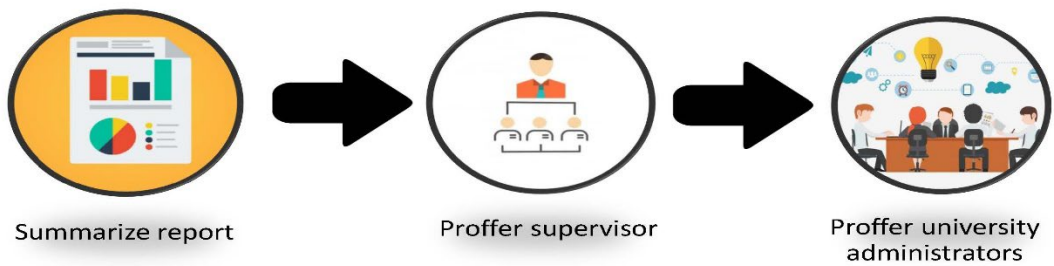 Summarize report
Proffer supervisor
Proffer university
administrators